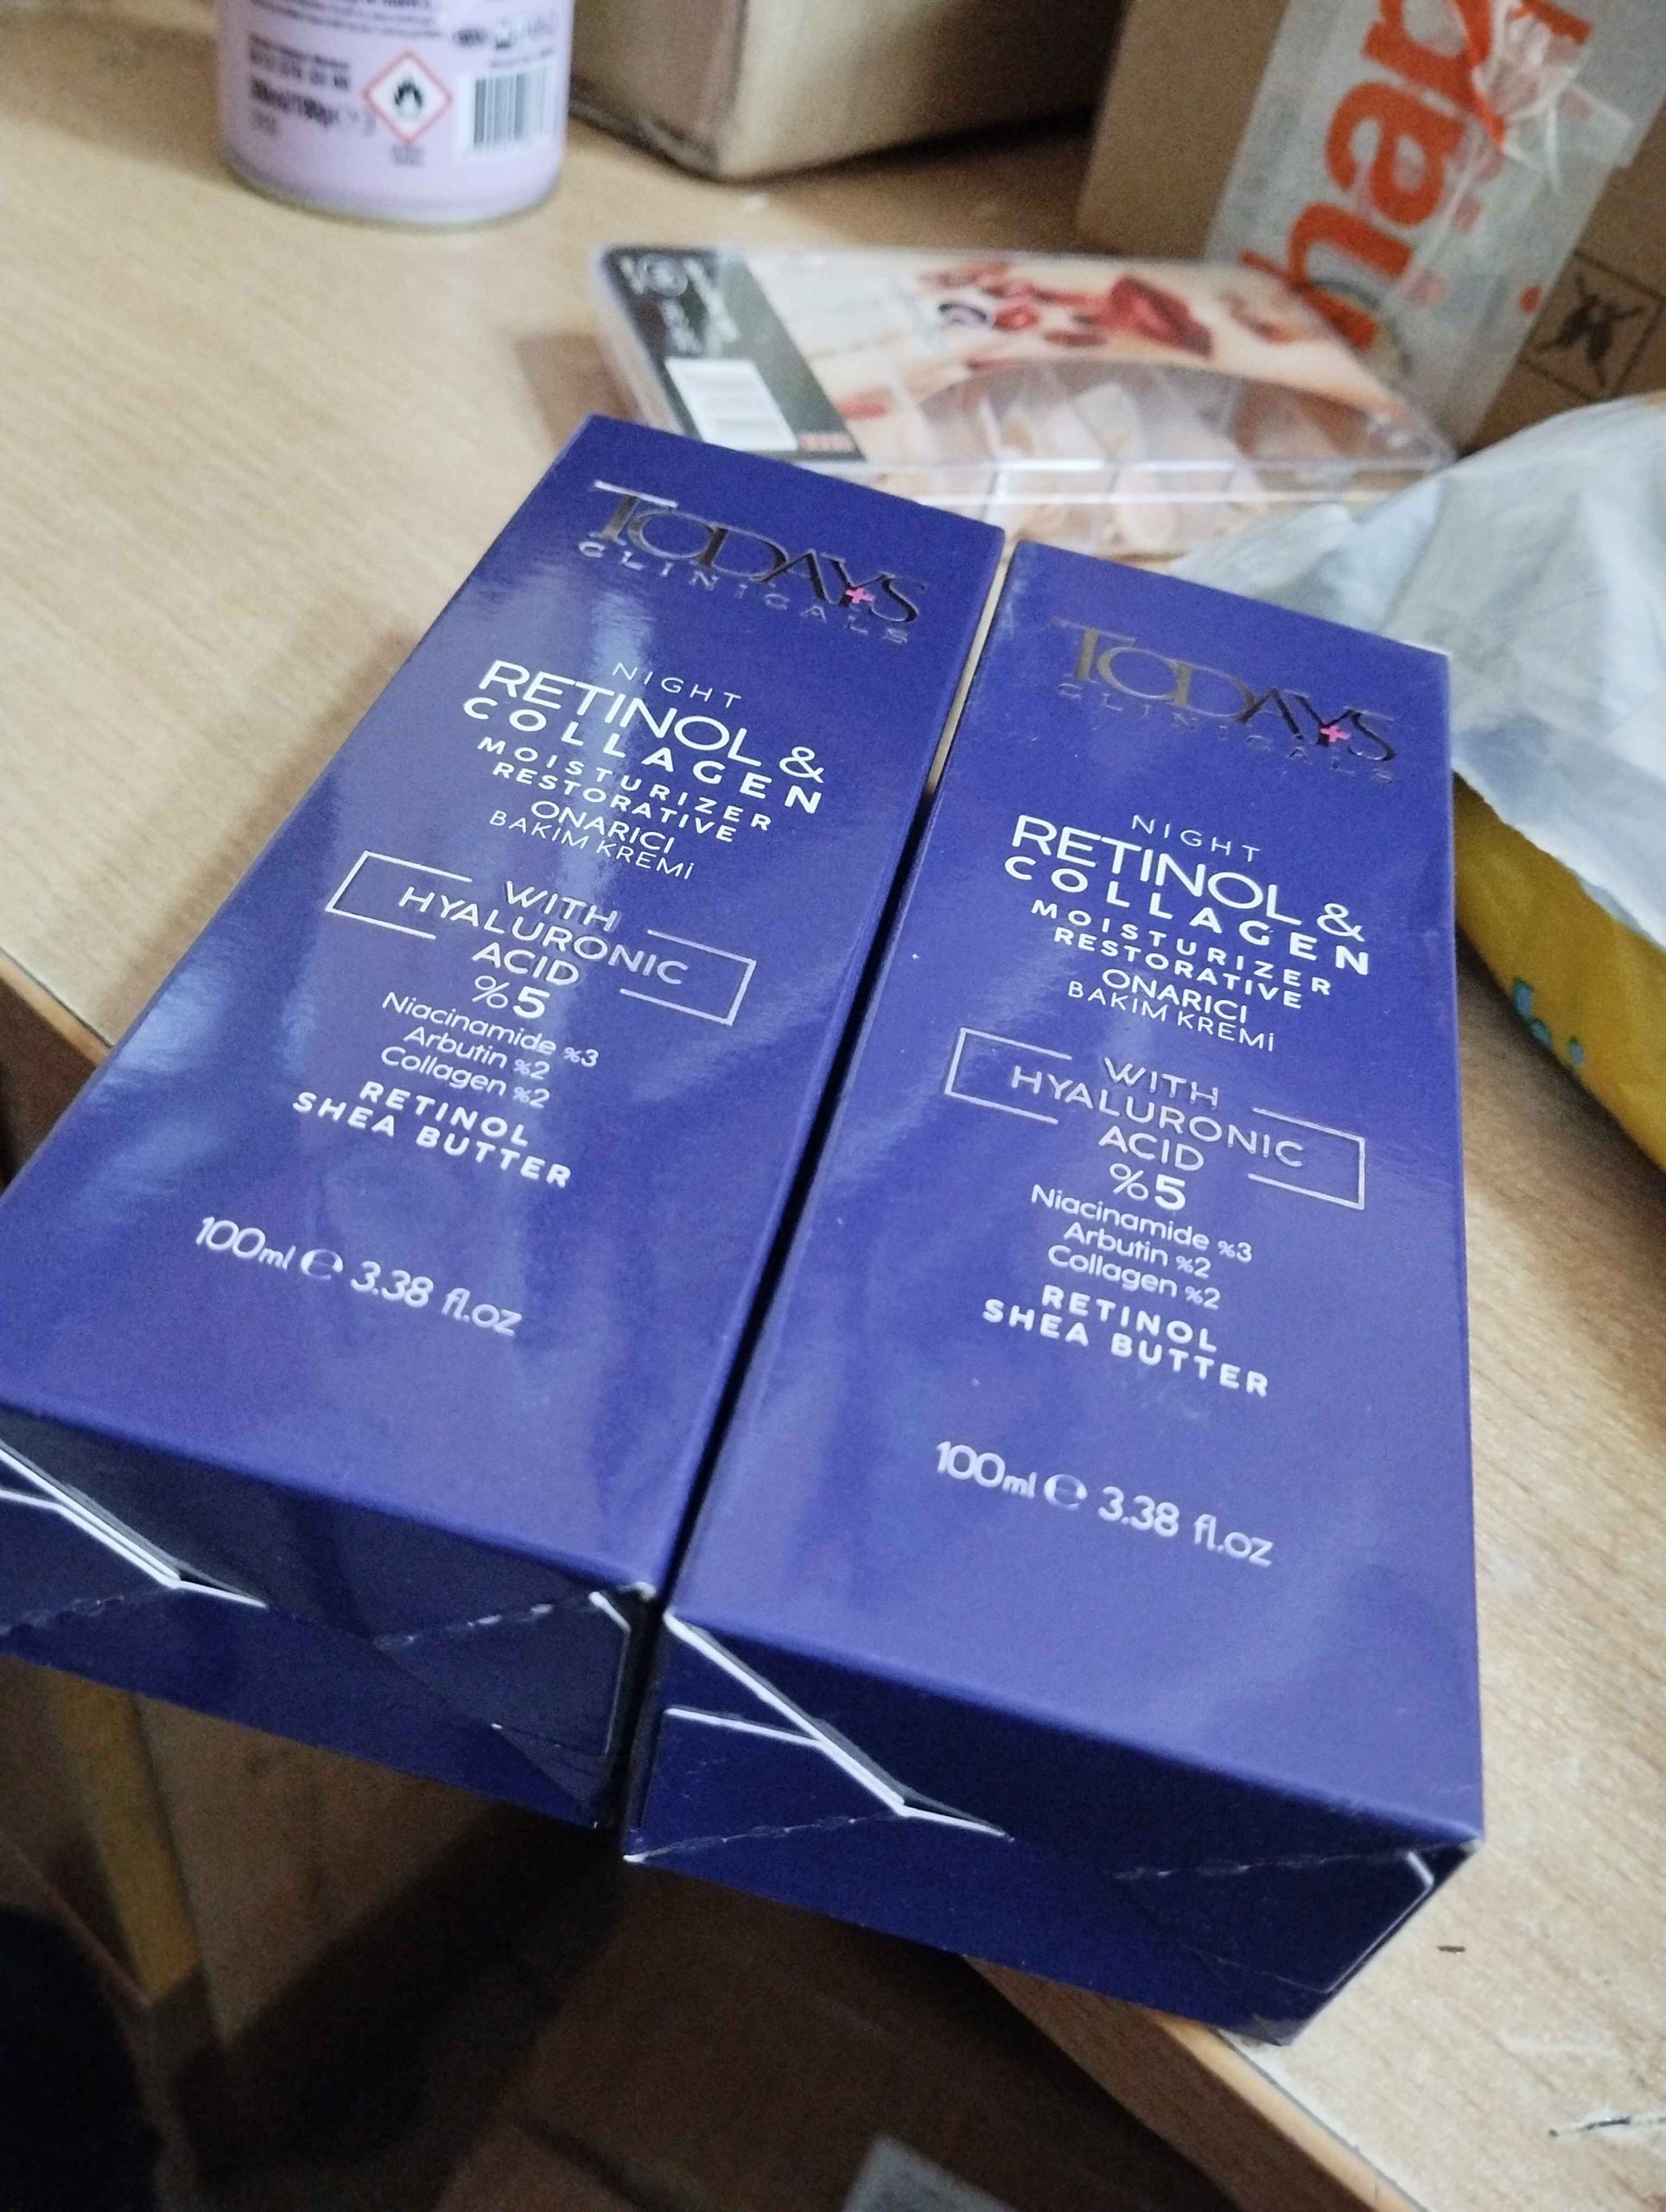 TODAY'S
CLINICALS
NIGHT
RETINOL &
COLLAGEN
MOISTURIZER
RESTORATIVE
ONARICI
BAKIM KREMİ
WITH
HYALURONIC
ACID
%5
Niacinamide %3
Arbutin %2
Collagen %2
RETINOL
SHEA BUTTER
100ml e 3.38 fl.oz
TODAY'S
CLINICALS
NIGHT
RETINOL &
COLLAGEN
MOISTURIZER
RESTORATIVE
ONARICI
BAKIM KREMİ
WITH
HYALURONIC
ACID
%5
Niacinamide %3
Arbutin %2
Collagen %2
RETINOL
SHEA BUTTER
100ml e 3.38 fl.oz